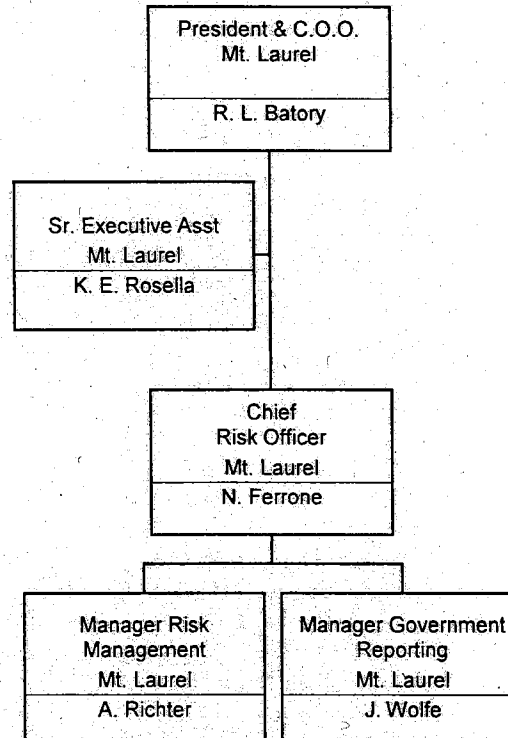 President & C.O.O.
Mt. Laurel
R. L. Batory
Sr. Executive Asst
Mt. Laurel
K. E. Rosella
Chief
Risk Officer
Mt. Laurel
N. Ferrone
Manager Risk
Management
Mt. Laurel
A. Richter
Manager Government
Reporting
Mt. Laurel
J. Wolfe